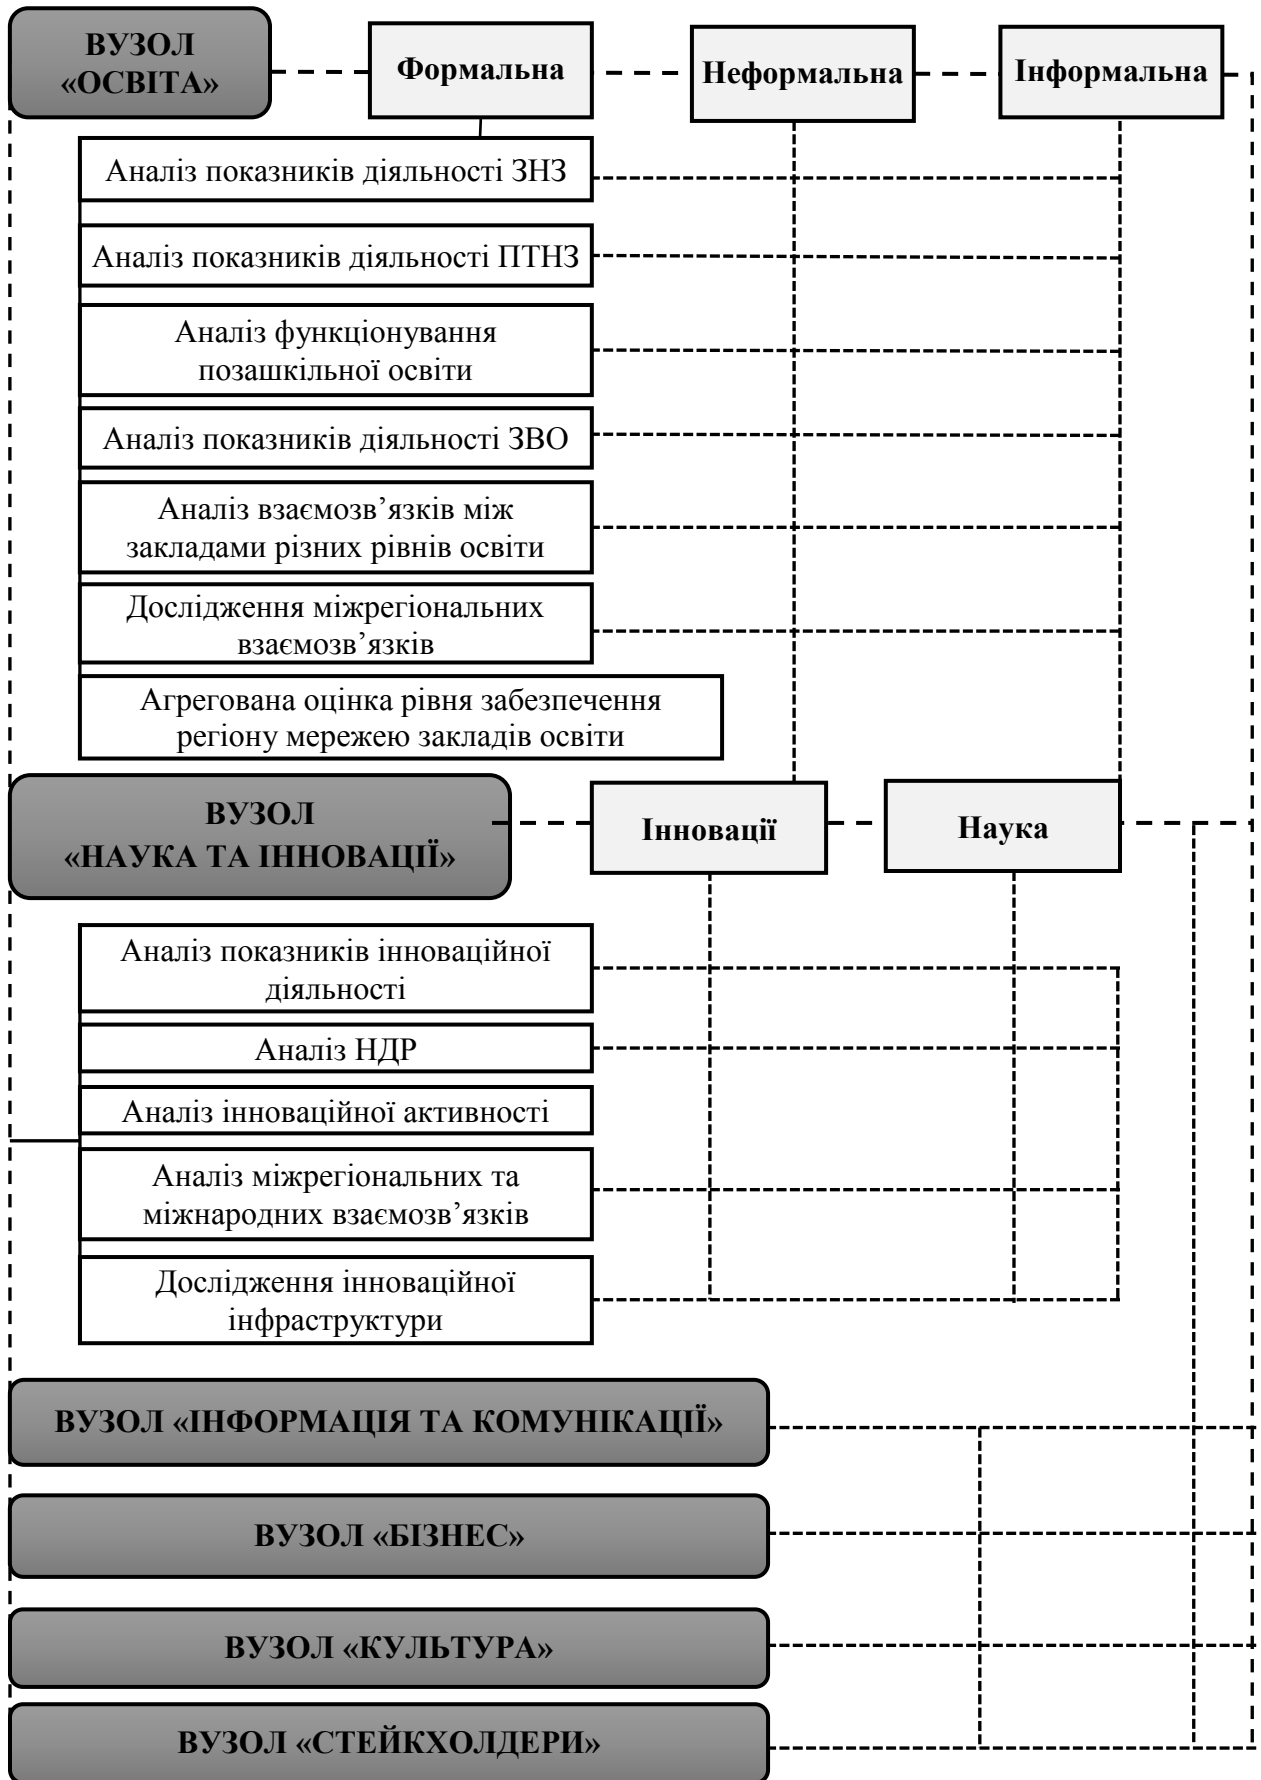 ВУЗОЛ
«ОСВІТА»
Формальна
Неформальна
Інформальна
Аналіз показників діяльності ЗНЗ
Аналіз показників діяльності ПТНЗ
Аналіз функціонування
позашкільної освіти
Аналіз показників діяльності ЗВО
Аналіз взаємозв’язків між
закладами різних рівнів освіти
Дослідження міжрегіональних
взаємозв’язків
Агрегована оцінка рівня забезпечення
регіону мережею закладів освіти
ВУЗОЛ
«НАУКА ТА ІННОВАЦІЇ»
Інновації
Наука
Аналіз показників інноваційної
діяльності
Аналіз НДР
Аналіз інноваційної активності
Аналіз міжрегіональних та
міжнародних взаємозв’язків
Дослідження інноваційної
інфраструктури
ВУЗОЛ «ІНФОРМАЦІЯ ТА КОМУНІКАЦІЇ»
ВУЗОЛ «БІЗНЕС»
ВУЗОЛ «КУЛЬТУРА»
ВУЗОЛ «СТЕЙКХОЛДЕРИ»